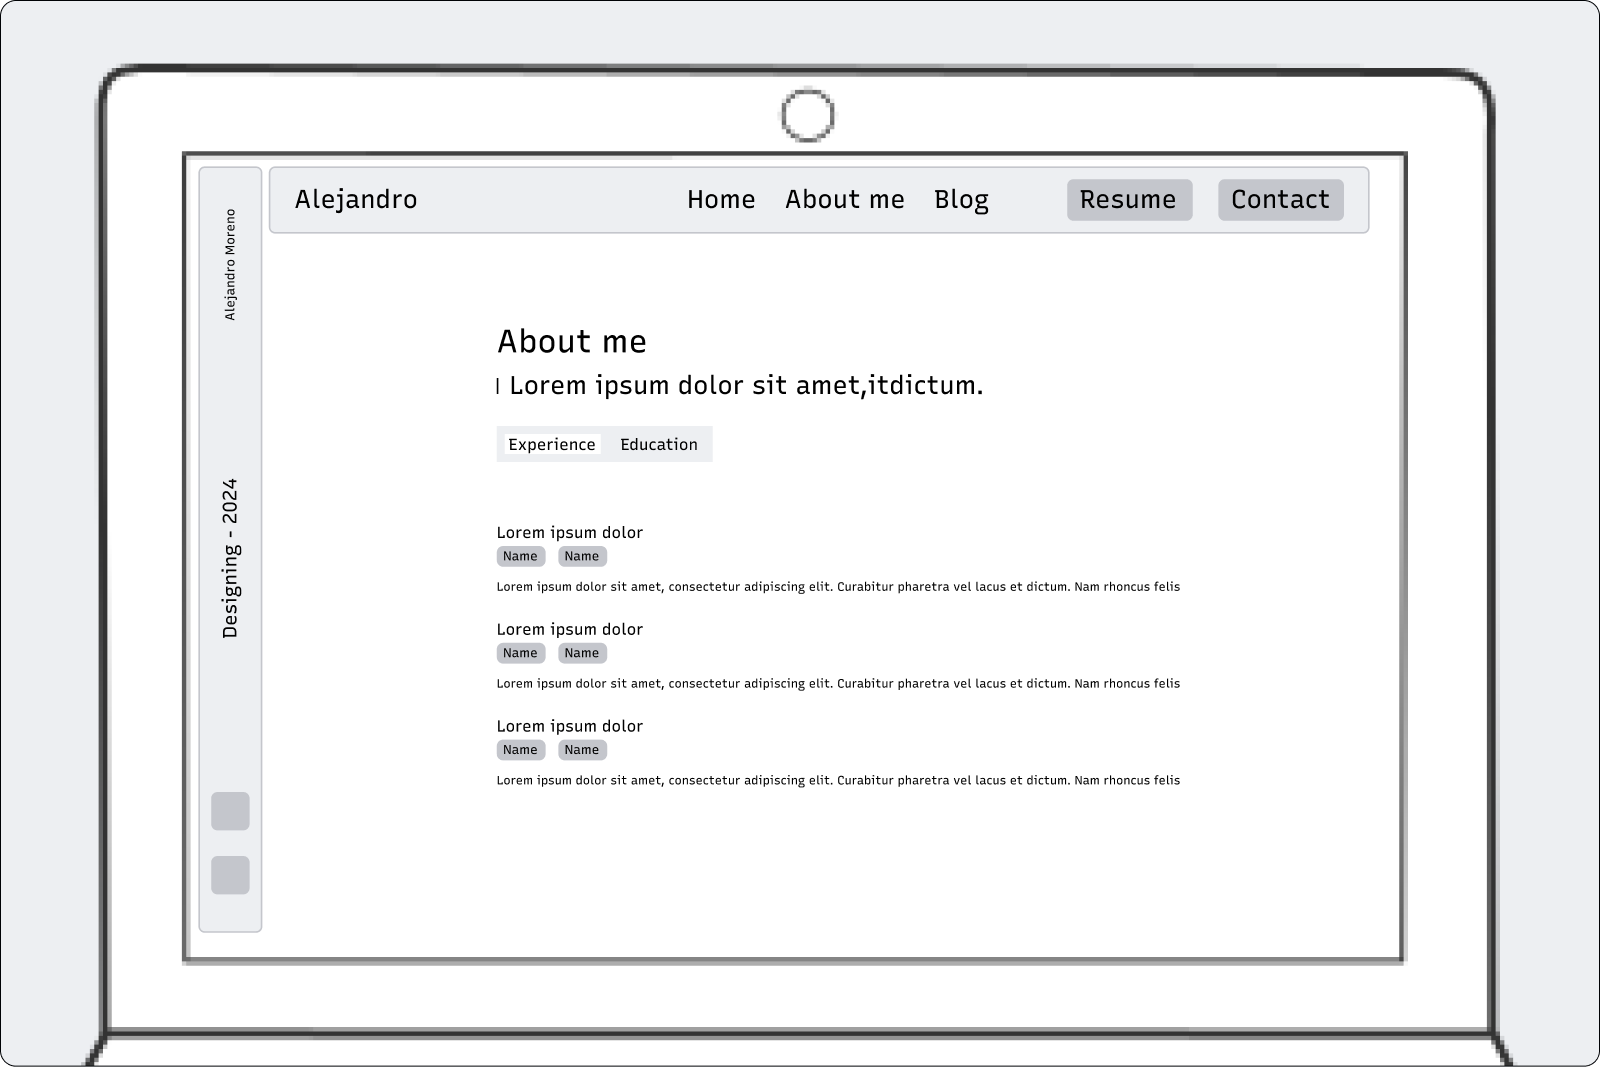 Alejandro
Home
About me
Blog
Resume
Contact
Alejandro Moreno
Designing - 2024
About me
| Lorem ipsum dolor sit amet,itdictum.
Experience
Education
Lorem ipsum dolor
Name
Name
Lorem ipsum dolor sit amet, consectetur adipiscing elit. Curabitur pharetra vel lacus et dictum. Nam rhoncus felis
Lorem ipsum dolor
Name
Name
Lorem ipsum dolor sit amet, consectetur adipiscing elit. Curabitur pharetra vel lacus et dictum. Nam rhoncus felis
Lorem ipsum dolor
Name
Name
Lorem ipsum dolor sit amet, consectetur adipiscing elit. Curabitur pharetra vel lacus et dictum. Nam rhoncus felis